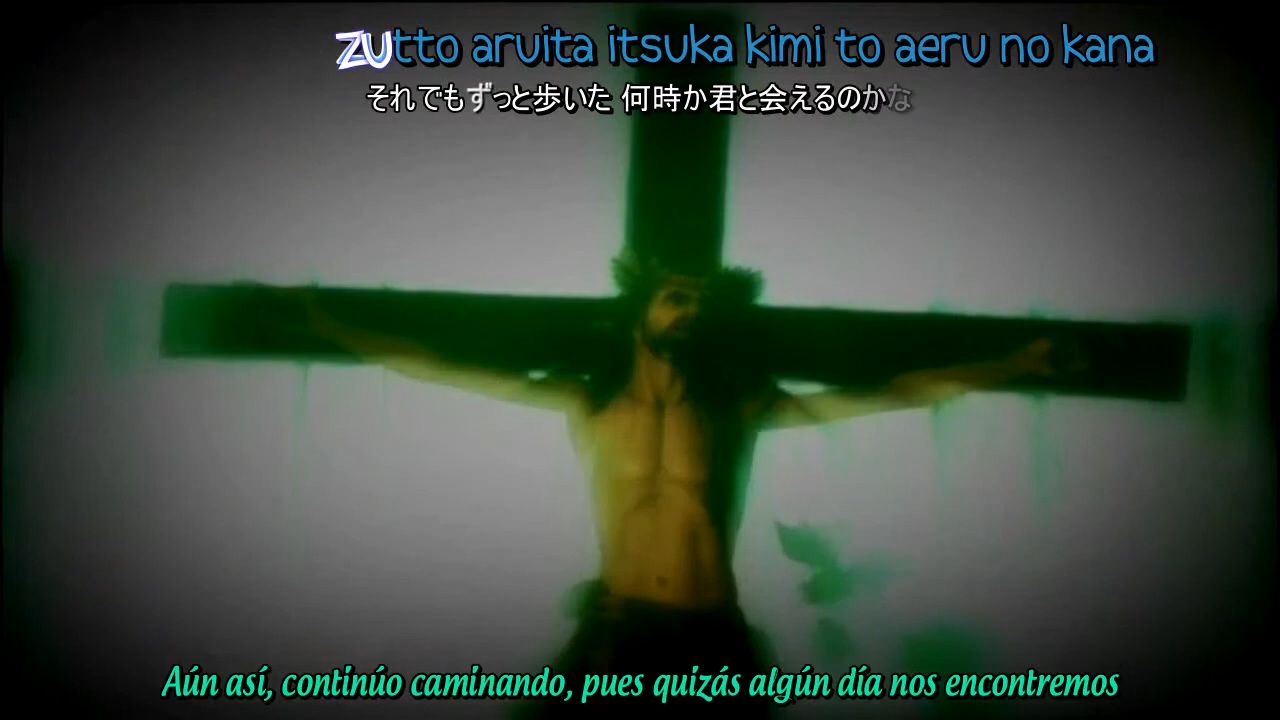 zutto aruita itsuka kimi to aeru no kana
それでもずっと歩いた 何時か君と会えるのかな
Aún así, continúo caminando, pues quizás algún día nos encontremos